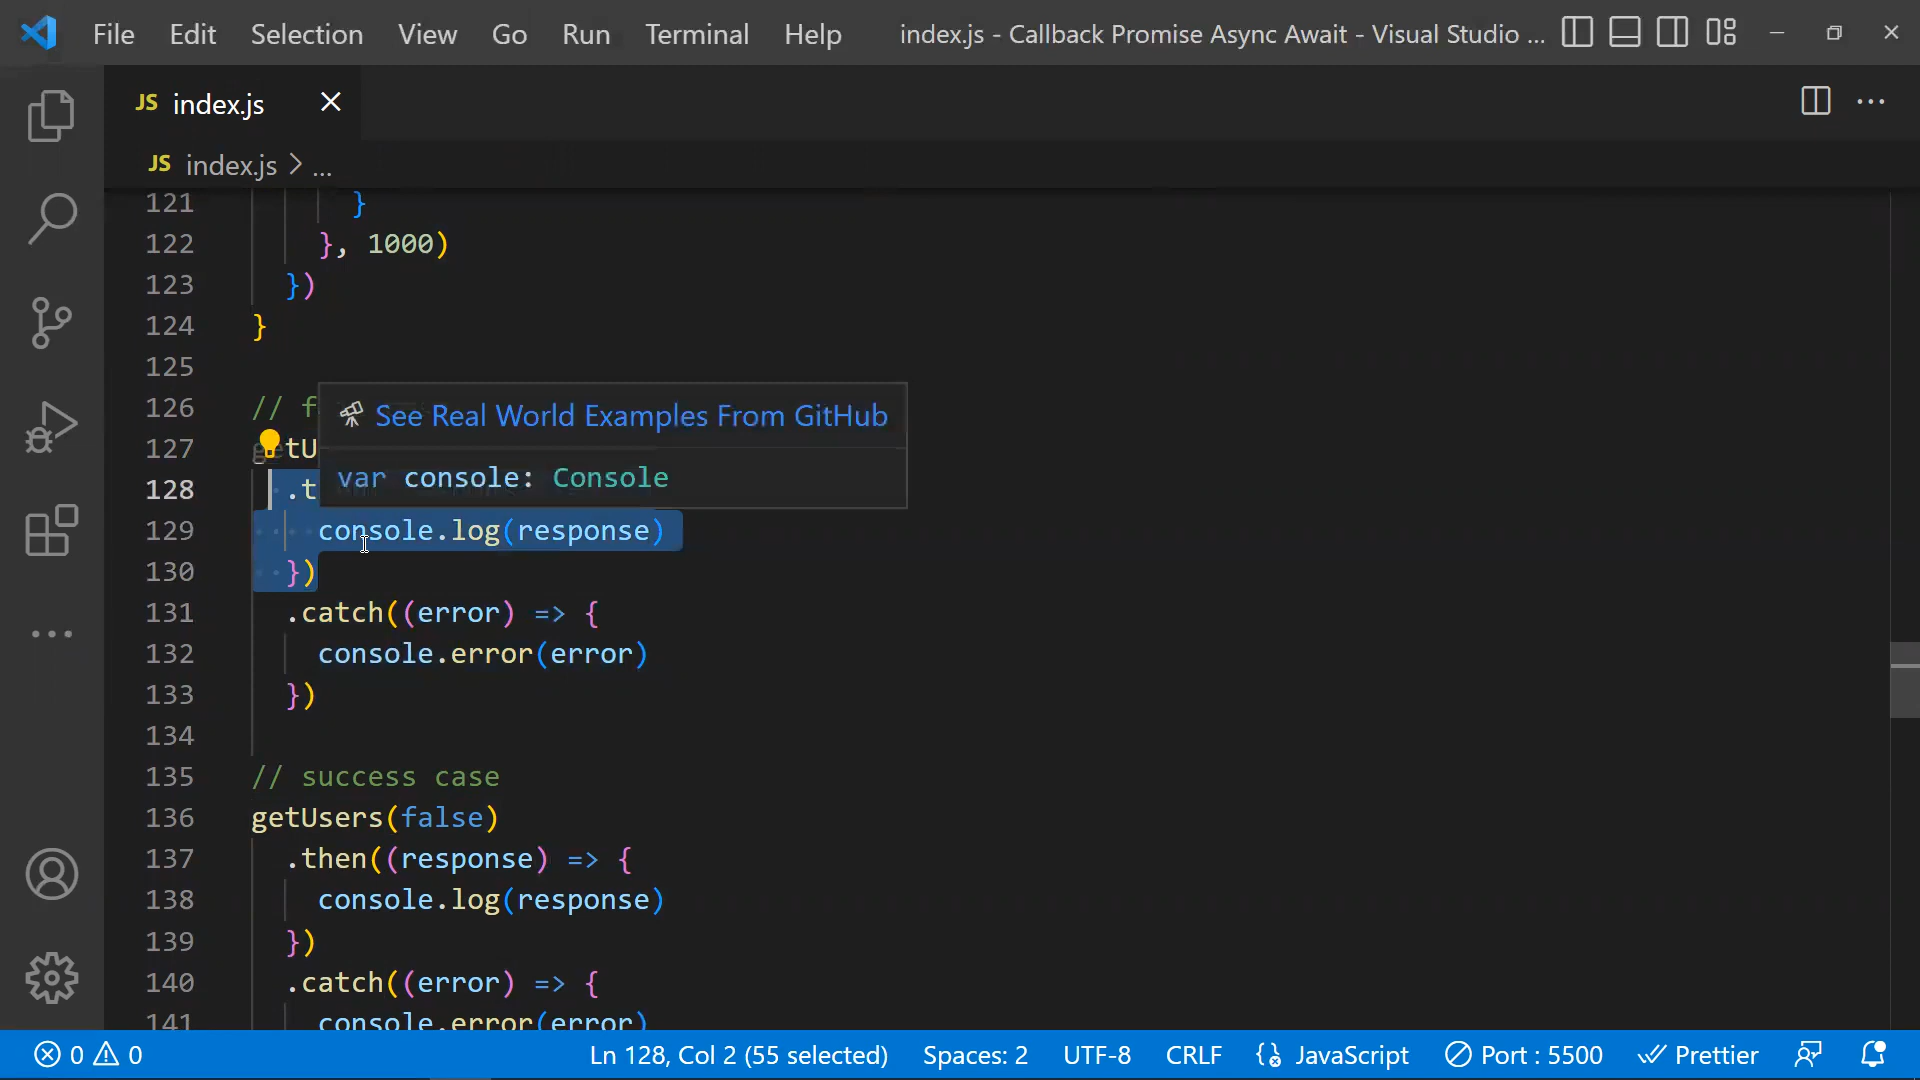 File Edit Selection View Go Run Terminal Help index.js - Callback Promise Async Await - Visual Studio ...
JS index.js
JS index.js > ...
121 }
122 }, 1000)
123 })
124 }
125
126 // f
See Real World Examples From GitHub
127 getU
var console: Console
128 .t
129 console.log(response)
130 })
131 .catch((error) => {
132 console.error(error)
133 })
134
135 // success case
136 getUsers(false)
137 .then((response) => {
138 console.log(response)
139 })
140 .catch((error) => {
141 console.error(error)
0 0 Ln 128, Col 2 (55 selected) Spaces: 2 UTF-8 CRLF JavaScript Port : 5500 Prettier